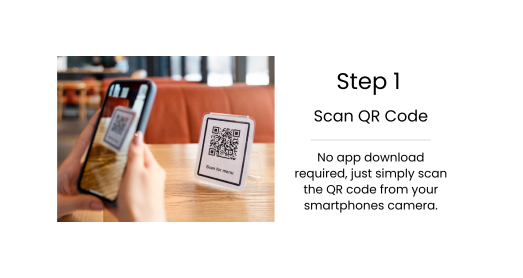 Step 1
Scan QR Code
No app download
required, just simply scan
the QR code from your
smartphones camera.
Scan for menu